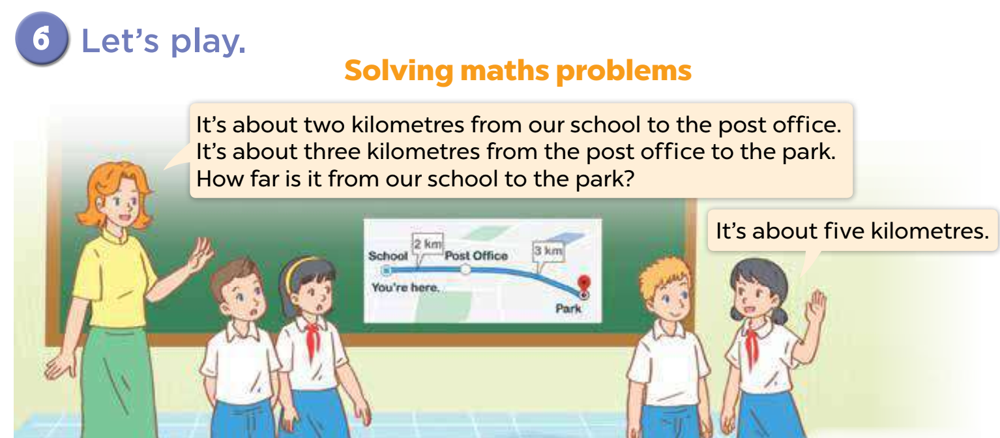 6 Let's play.
Solving maths problems
It's about two kilometres from our school to the post office.
It's about three kilometres from the post office to the park.
How far is it from our school to the park?
It's about five kilometres.
2 km
3 km
School
Post Office
You're here.
Park